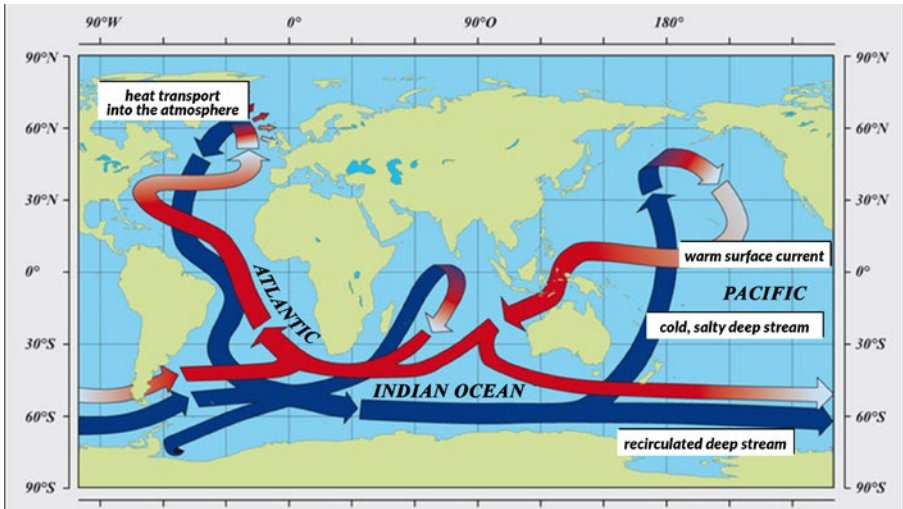 90°W 0° 90°O 180°
90°N 90°N
heat transport
into the atmosphere
60°N 60°N
30°N 30°N
warm surface current
0° 0°
ATLANTIC
PACIFIC
cold, salty deep stream
30°S 30°S
INDIAN OCEAN
60°S 60°S
recirculated deep stream
90°S 90°S